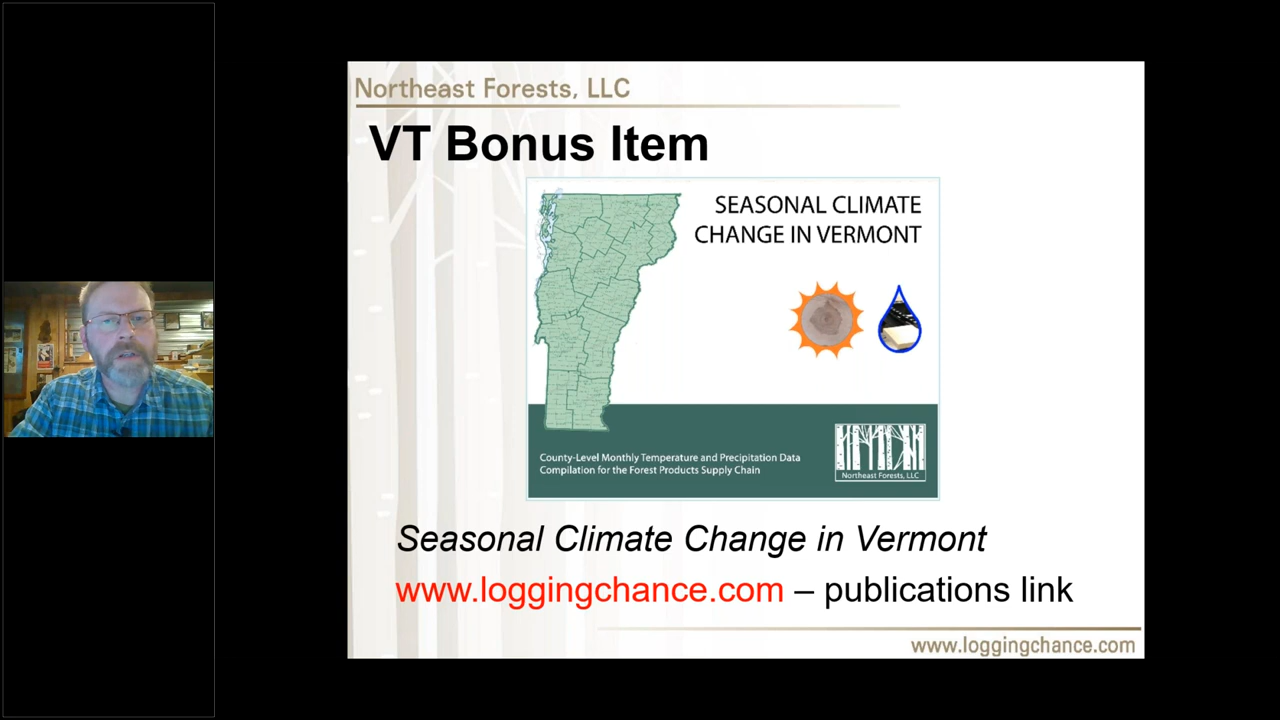 Northeast Forests, LLC
VT Bonus Item
SEASONAL CLIMATE
CHANGE IN VERMONT
County-Level Monthly Temperature and Precipitation Data
Compilation for the Forest Products Supply Chain
Northeast Forests, LLC
Seasonal Climate Change in Vermont
www.loggingchance.com – publications link
www.loggingchance.com